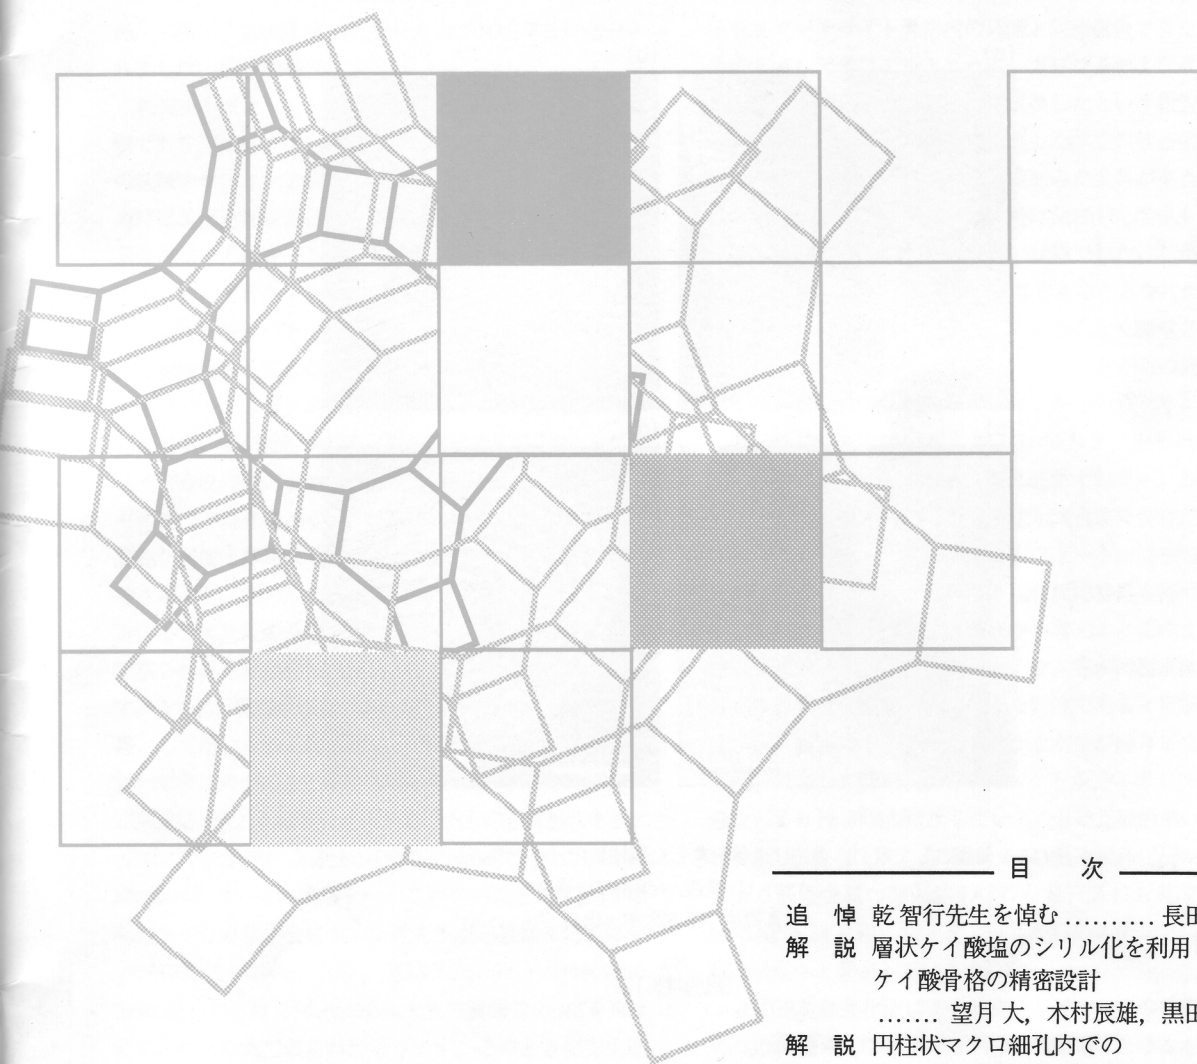 目 次
追 悼 乾 智行先生を悼む .......... 長田
解 説 層状ケイ酸塩のシリル化を利用
ケイ酸骨格の精密設計
....... 望月 大, 木村辰雄, 黒田
解 説 円柱状マクロ細孔内での